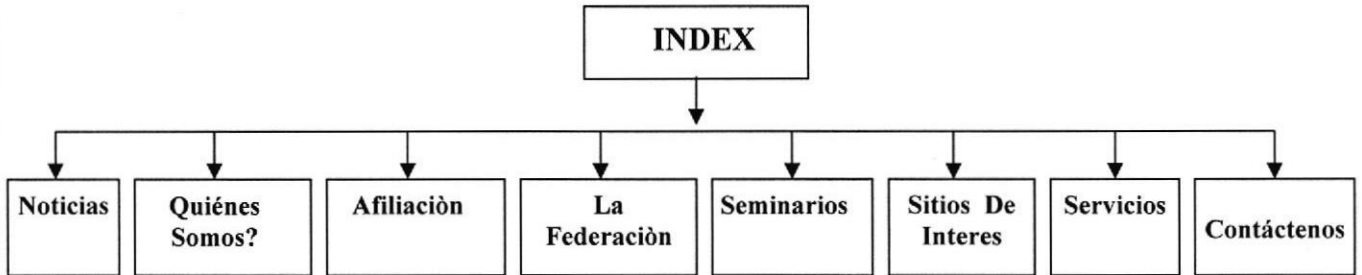 INDEX
Noticias
Quiénes
Somos?
Afiliaciòn
La
Federaciòn
Seminarios
Sitios De
Interes
Servicios
Contáctenos